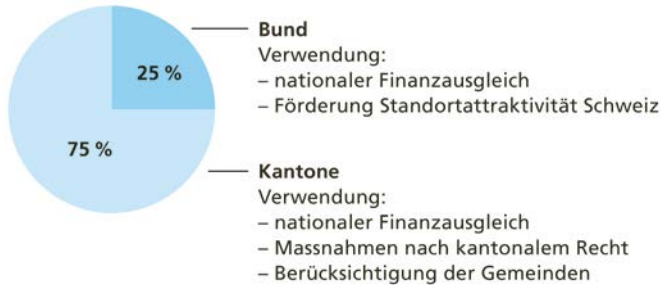 25 %
75 %
Bund
Verwendung:
– nationaler Finanzausgleich
– Förderung Standortattraktivität Schweiz
Kantone
Verwendung:
– nationaler Finanzausgleich
– Massnahmen nach kantonalem Recht
– Berücksichtigung der Gemeinden